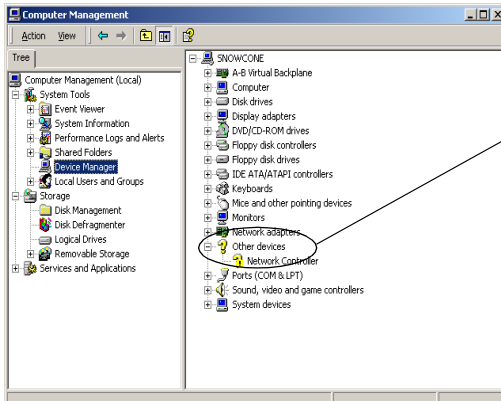 Computer Management
Action View
Tree
Computer Management (Local)
System Tools
Event Viewer
System Information
Performance Logs and Alerts
Shared Folders
Device Manager
Local Users and Groups
Storage
Disk Management
Disk Defragmenter
Logical Drives
Removable Storage
Services and Applications
SNOWCONE
A-B Virtual Backplane
Computer
Disk drives
Display adapters
DVD/CD-ROM drives
Floppy disk controllers
Floppy disk drives
IDE ATA/ATAPI controllers
Keyboards
Mice and other pointing devices
Monitors
Network adapters
Other devices
Network Controller
Ports (COM & LPT)
Sound, video and game controllers
System devices